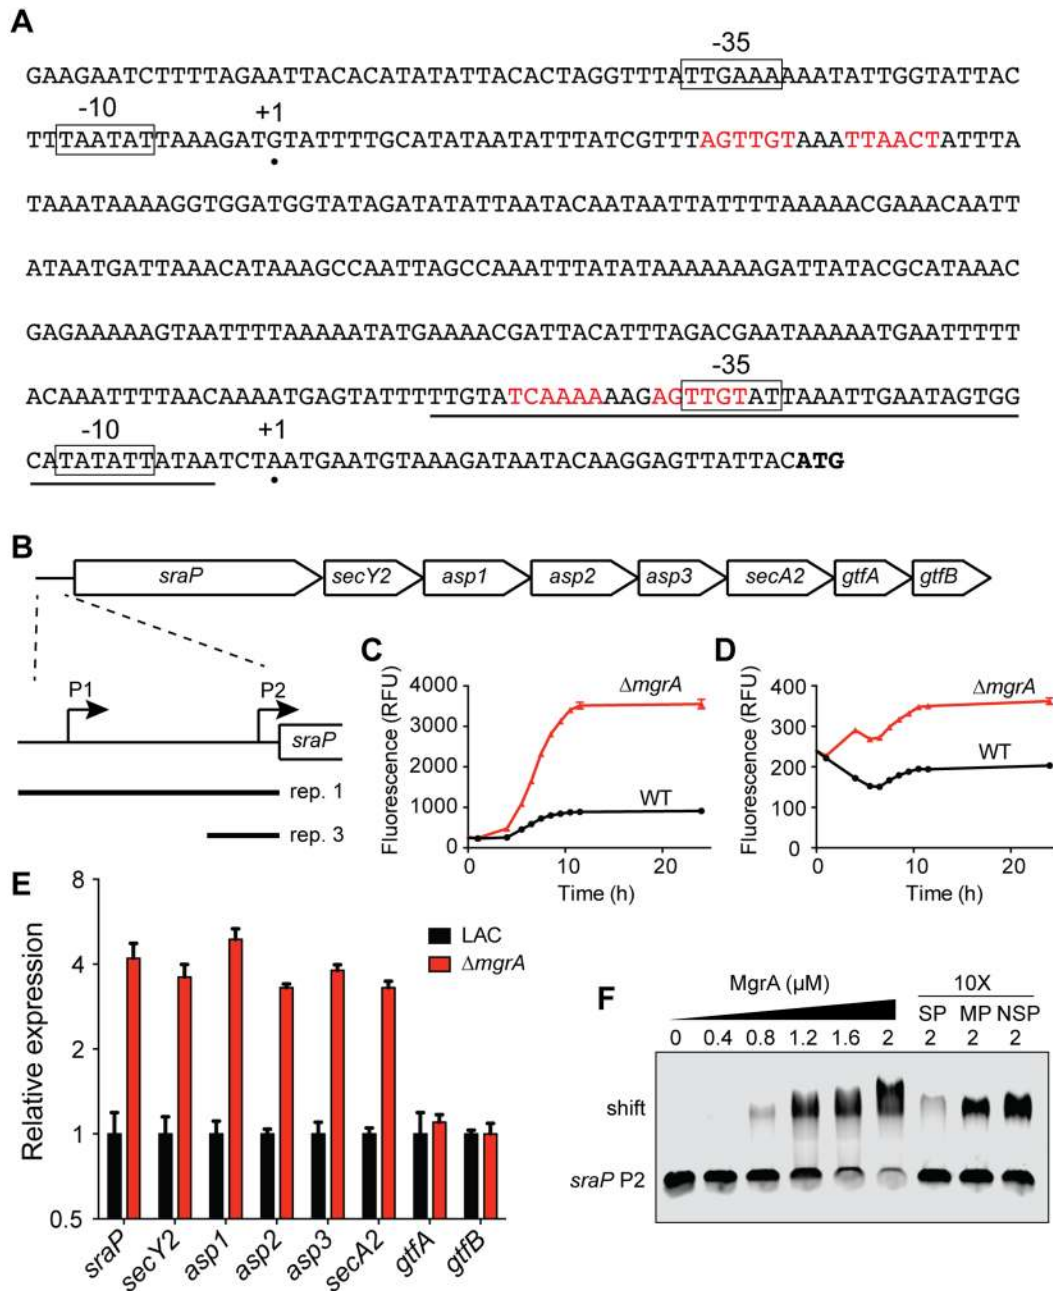 A
-35
GAAGAATCTTTTAGAATTACACATATATTACACTAGGTTTATTGAAAAAATATTGGTATTAC
-10 +1
TTTAATATTAAAGATGTATTTTGCATATAATATTTATCGTTTAGTTGTAAATTAACTATTTA
TAAATAAAAGGTGGATGGTATAGATATATTAATACAATAATTATTTTAAAAACGAAACAATT
ATAATGATTAAACATAAAGCCAATTAGCCAAATTTATATAAAAAAAGATTATACGCATAAAC
GAGAAAAAGTAATTTTAAAAATATGAAAACGATTACATTTAGACGAATAAAAATGAATTTTT
-35
ACAAATTTTAACAAAATGAGTATTTTTTGTATCAAAAAAGAGTTGTATTAAATTGAATAGTGG
-10 +1
CATATATTATAATCTAATGAATGTAAAGATAATACAAGGAGTTATTACATG
B
sraP secY2 asp1 asp2 asp3 secA2 gtfA gtfB
P1 P2
sraP
rep. 1
rep. 3
C
Fluorescence (RFU)
4000
3000
2000
1000
0
ΔmgrA
WT
0 10 20
Time (h)
D
Fluorescence (RFU)
400
300
200
100
0
ΔmgrA
WT
0 10 20
Time (h)
E
Relative expression
8
4
2
1
0.5
LAC
ΔmgrA
sraP secY2 asp1 asp2 asp3 secA2 gtfA gtfB
F
MgrA (µM) 10X
SP MP NSP
0 0.4 0.8 1.2 1.6 2 2 2 2
shift
sraP P2